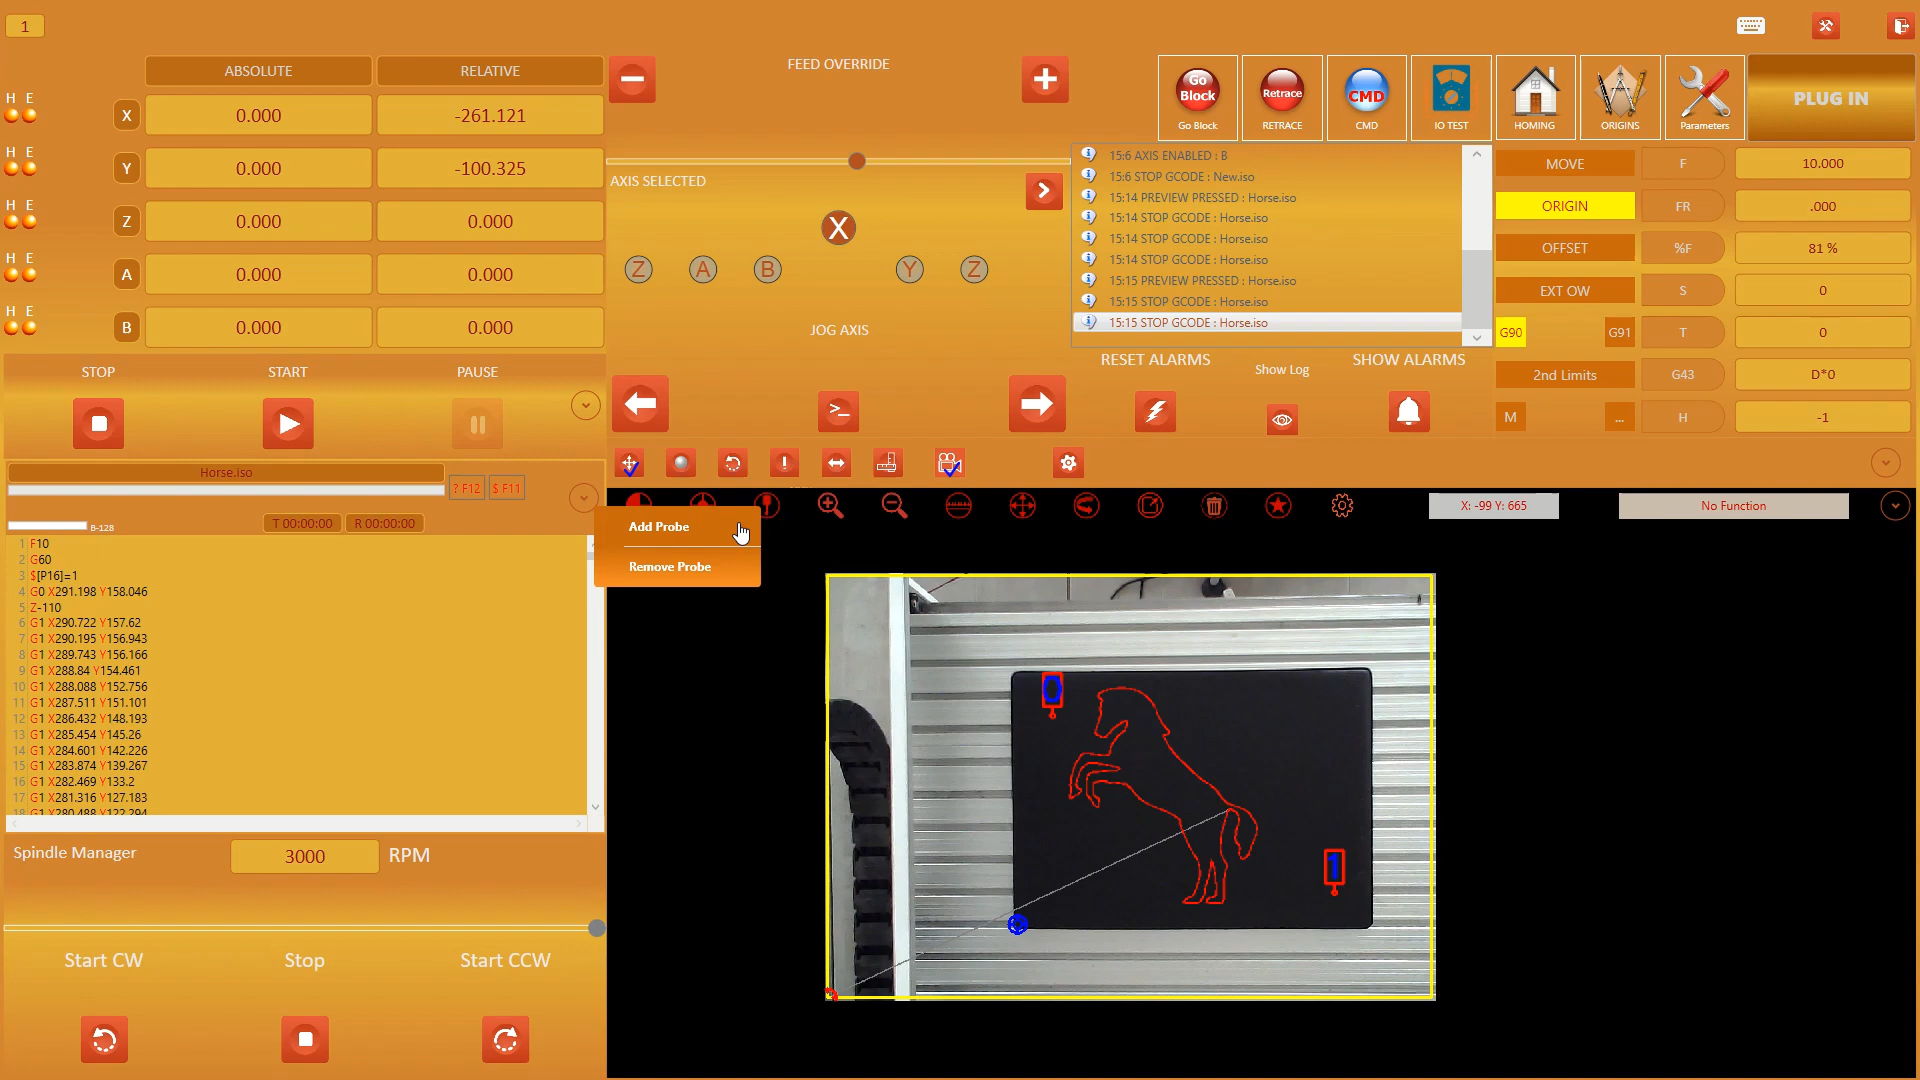 1
ABSOLUTE RELATIVE
H E X 0.000 -261.121
H E Y 0.000 -100.325
H E Z 0.000 0.000
H E A 0.000 0.000
H E B 0.000 0.000
STOP START PAUSE
FEED OVERRIDE
AXIS SELECTED
X
Z A B Y Z
JOG AXIS
>_
Go Block
Go Block
Retrace
RETRACE
CMD
CMD
IO TEST
HOMING
ORIGINS
Parameters
PLUG IN
15:6 AXIS ENABLED : B
15:6 STOP GCODE : New.iso
15:14 PREVIEW PRESSED : Horse.iso
15:14 STOP GCODE : Horse.iso
15:14 STOP GCODE : Horse.iso
15:14 STOP GCODE : Horse.iso
15:15 PREVIEW PRESSED : Horse.iso
15:15 STOP GCODE : Horse.iso
15:15 STOP GCODE : Horse.iso
RESET ALARMS Show Log SHOW ALARMS
MOVE F 10.000
ORIGIN FR .000
OFFSET %F 81 %
EXT OW S 0
G90 G91 T 0
2nd Limits G43 D*0
M ... H -1
Horse.iso
? F12 $ F11
B-128 T 00:00:00 R 00:00:00
1 F10
2 G60
3 $[P16]=1
4 G0 X291.198 Y158.046
5 Z-110
6 G1 X290.722 Y157.62
7 G1 X290.195 Y156.943
8 G1 X289.743 Y156.166
9 G1 X288.84 Y154.461
10 G1 X288.088 Y152.756
11 G1 X287.511 Y151.101
12 G1 X286.432 Y148.193
13 G1 X285.454 Y145.26
14 G1 X284.601 Y142.226
15 G1 X283.874 Y139.267
16 G1 X282.469 Y133.2
17 G1 X281.316 Y127.183
18 G1 X280.488 Y122.294
Add Probe
Remove Probe
X: -99 Y: 665
No Function
0
1
Spindle Manager 3000 RPM
Start CW Stop Start CCW